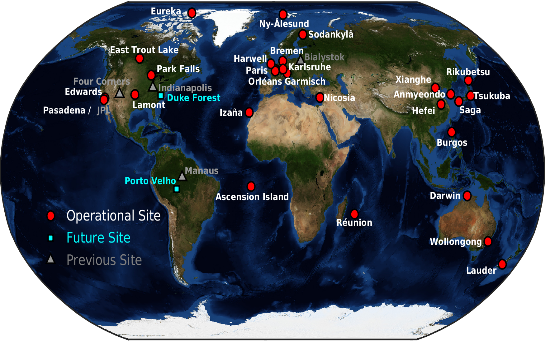 Eureka
Ny-Ålesund
Sodankylä
East Trout Lake
Bremen
Harwell
Bialystok
Park Falls
Karlsruhe
Paris
Rikubetsu
Four Corners
Indianapolis
Orléans Garmisch
Xianghe
Edwards
Duke Forest
Nicosia
Anmyeondo
Tsukuba
Pasadena / JPL
Lamont
Izaña
Hefei
Saga
Burgos
Manaus
Porto Velho
Ascension Island
Darwin
Réunion
Operational Site
Future Site
Wollongong
Previous Site
Lauder